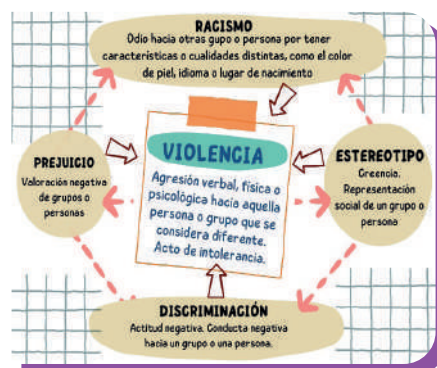 RACISMO
Odio hacia otras gupo o persona por tener
características o cualidades distintas, como el color
de piel, idioma o lugar de nacimiento
PREJUICIO
Valoración negativa
de grupos o
personas
VIOLENCIA
Agresión verbal, física o
psicológica hacia aquella
persona o grupo que se
considera diferente.
Acto de intolerancia.
ESTEREOTIPO
Creencia.
Representación
social de un grupo o
persona
DISCRIMINACIÓN
Actitud negativa. Conducta negativa
hacia un grupo o una persona.